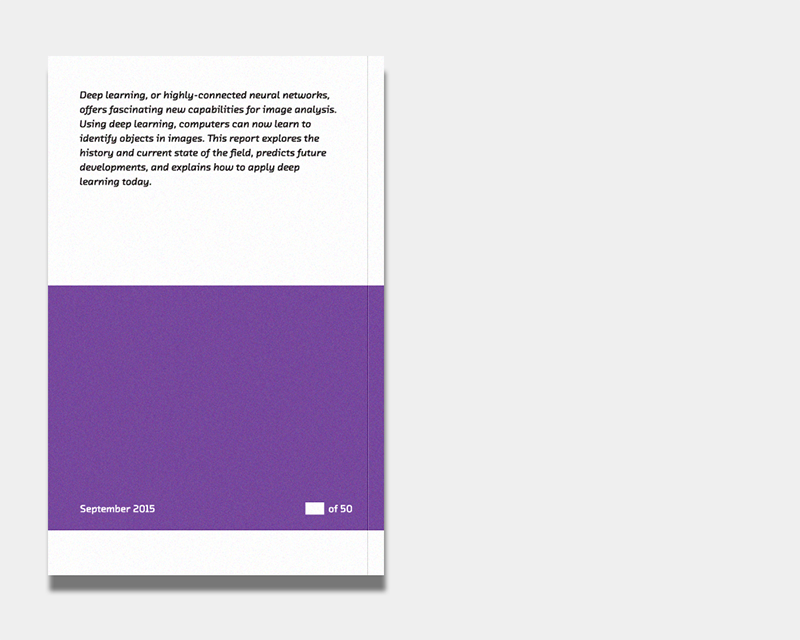 Deep learning, or highly-connected neural networks,
offers fascinating new capabilities for image analysis.
Using deep learning, computers can now learn to
identify objects in images. This report explores the
history and current state of the field, predicts future
developments, and explains how to apply deep
learning today.
September 2015
of 50